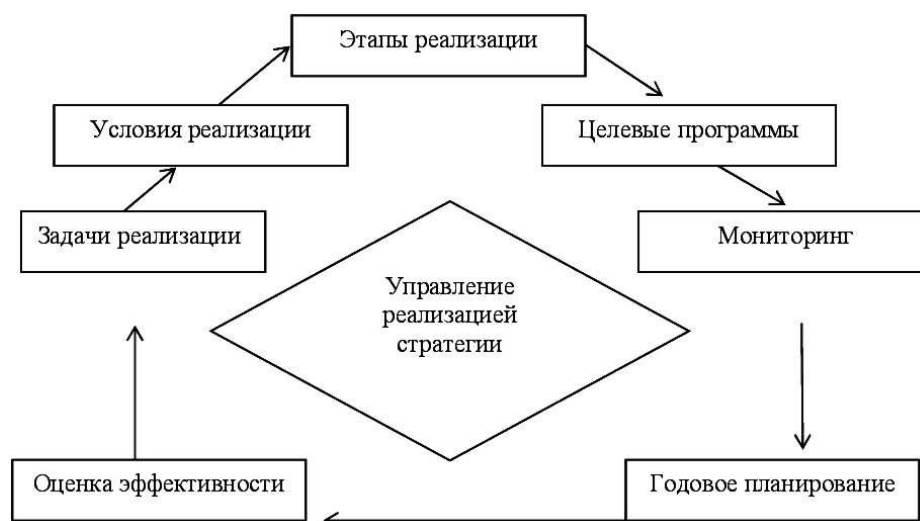 Этапы реализации
Условия реализации
Целевые программы
Задачи реализации
Мониторинг
Управление
реализацией
стратегии
Оценка эффективности
Годовое планирование